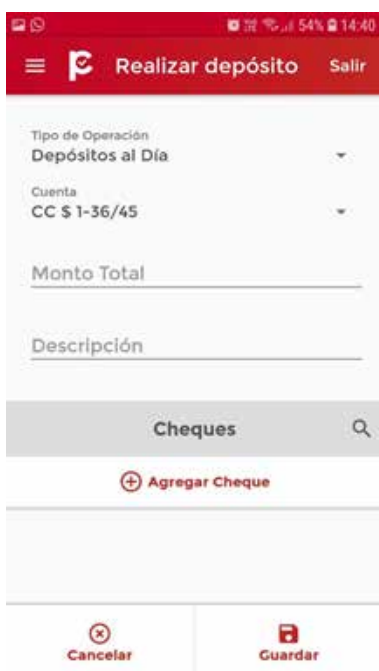 54% 14:40
Realizar depósito Salir
Tipo de Operación
Depósitos al Día
Cuenta
CC $ 1-36/45
Monto Total
Descripción
Cheques
Agregar Cheque
Cancelar Guardar